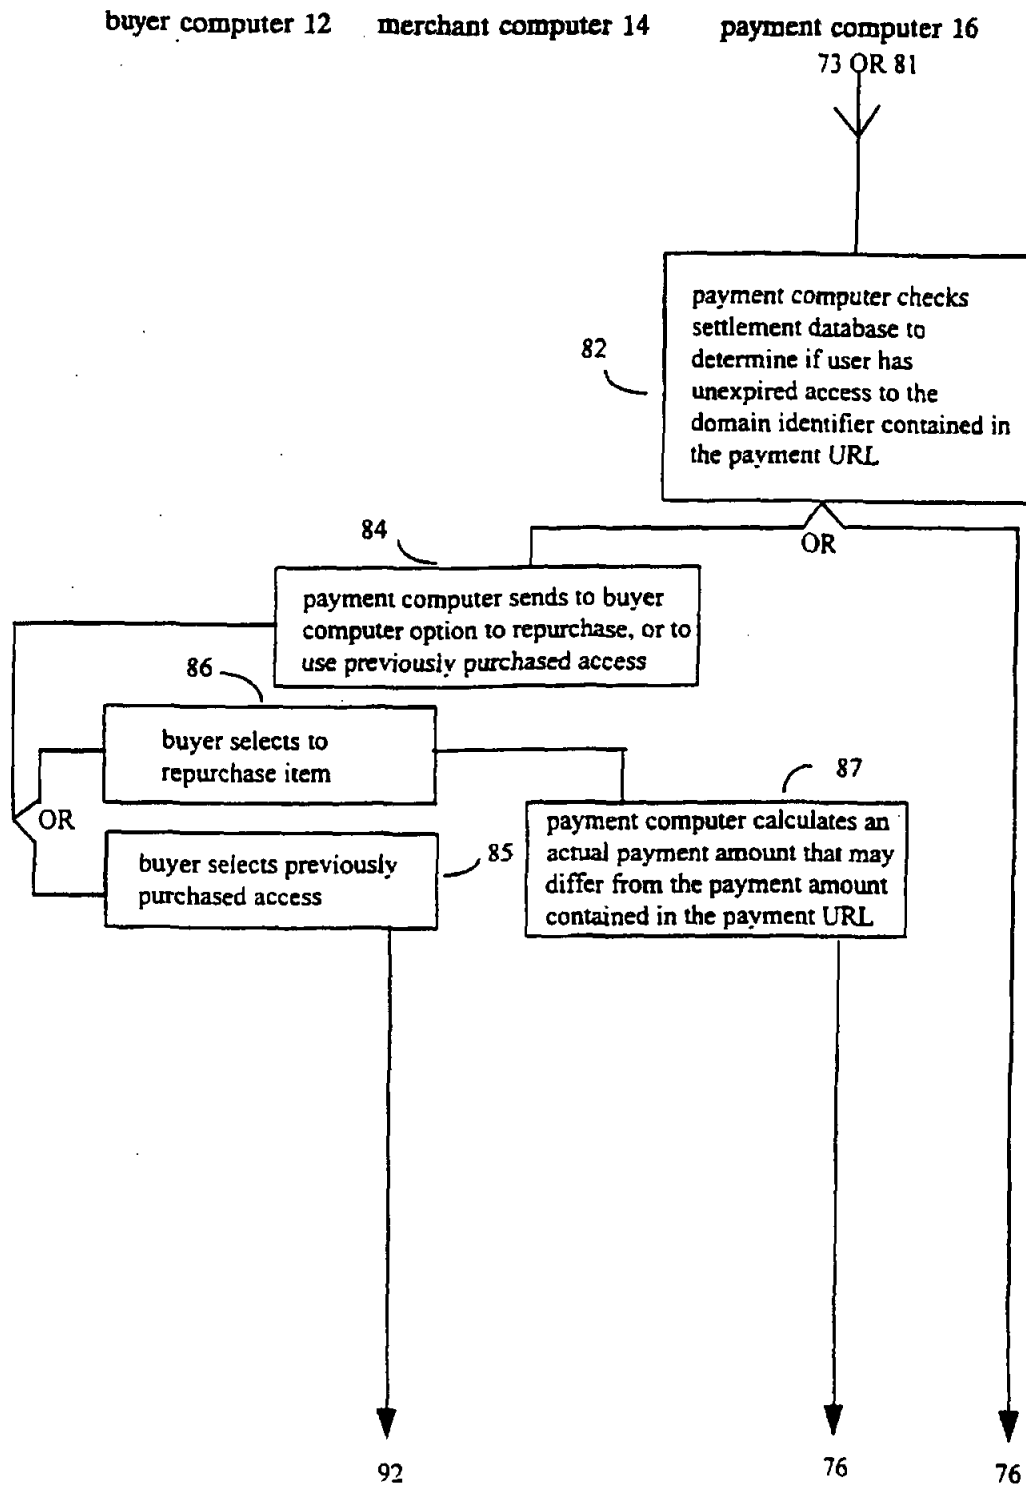 buyer computer 12 merchant computer 14 payment computer 16
73 OR 81
payment computer checks
settlement database to
determine if user has
unexpired access to the
domain identifier contained in
the payment URL
82
OR
84
payment computer sends to buyer
computer option to repurchase, or to
use previously purchased access
86
buyer selects to
repurchase item
OR
87
payment computer calculates an
actual payment amount that may
differ from the payment amount
contained in the payment URL
buyer selects previously
purchased access
85
92
76
76